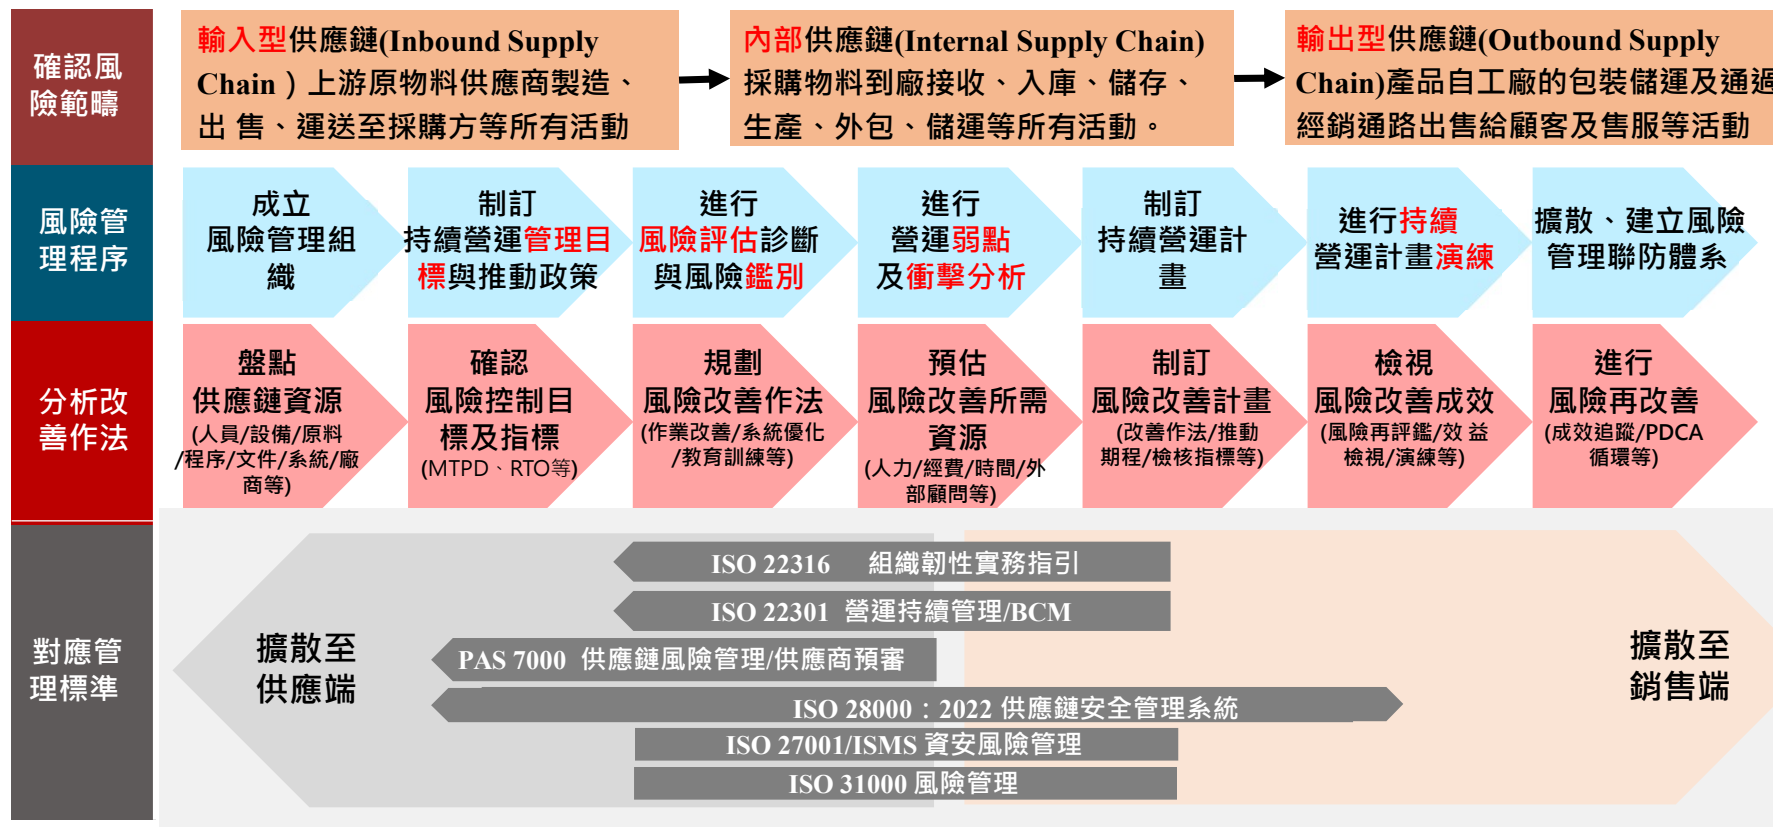 確認風
險範疇
輸入型供應鏈(Inbound Supply
Chain）上游原物料供應商製造、
出 售、運送至採購方等所有活動
內部供應鏈(Internal Supply Chain)
採購物料到廠接收、入庫、儲存、
生產、外包、儲運等所有活動。
輸出型供應鏈(Outbound Supply
Chain)產品自工廠的包裝儲運及通過
經銷通路出售給顧客及售服等活動
風險管
理程序
成立
風險管理組
織
制訂
持續營運管理目
標與推動政策
進行
風險評估診斷
與風險鑑別
進行
營運弱點
及衝擊分析
制訂
持續營運計
畫
進行持續
營運計畫演練
擴散、建立風險
管理聯防體系
分析改
善作法
盤點
供應鏈資源
(人員/設備/原料
/程序/文件/系統/廠
商等)
確認
風險控制目
標及指標
(MTPD、RTO等)
規劃
風險改善作法
(作業改善/系統優化
/教育訓練等)
預估
風險改善所需
資源
(人力/經費/時間/外
部顧問等)
制訂
風險改善計畫
(改善作法/推動
期程/檢核指標等)
檢視
風險改善成效
(風險再評鑑/效 益
檢視/演練等)
進行
風險再改善
(成效追蹤/PDCA
循環等)
對應管
理標準
擴散至
供應端
ISO 22316 組織韌性實務指引
ISO 22301 營運持續管理/BCM
PAS 7000 供應鏈風險管理/供應商預審
ISO 28000：2022 供應鏈安全管理系統
ISO 27001/ISMS 資安風險管理
ISO 31000 風險管理
擴散至
銷售端